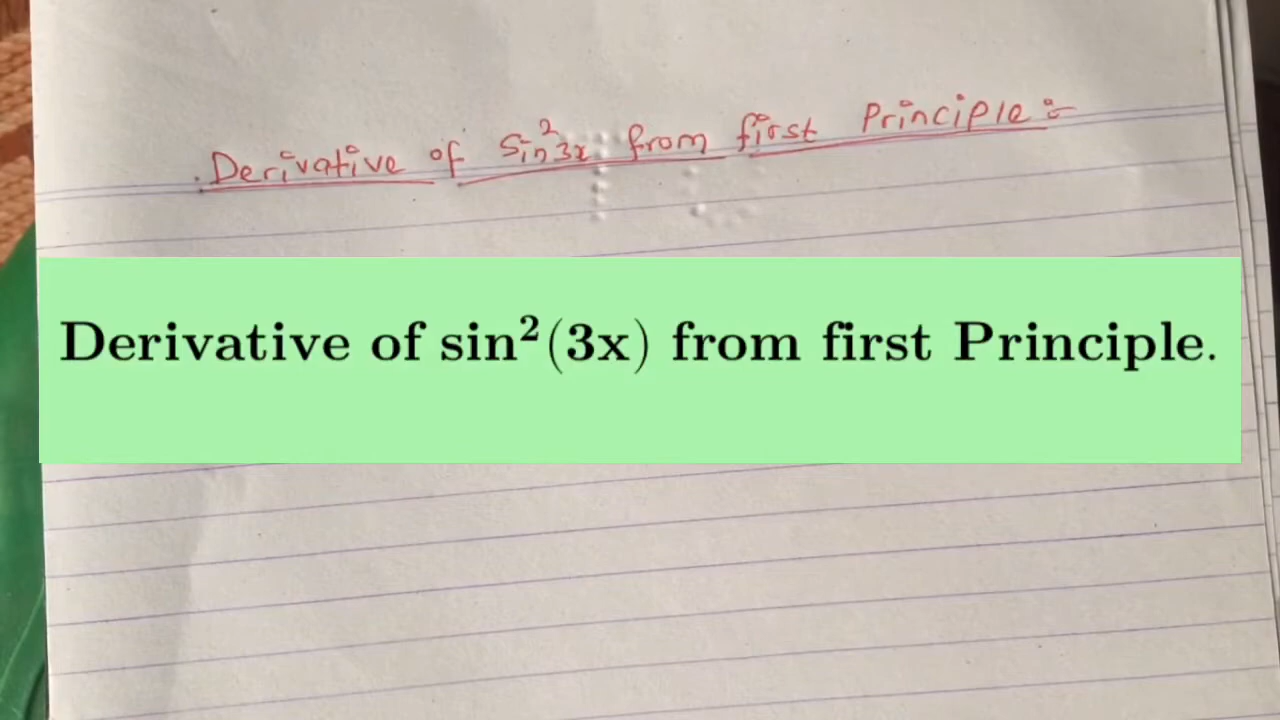 . Derivative of Sin²3x from first Principle :-
Derivative of sin²(3x) from first Principle.